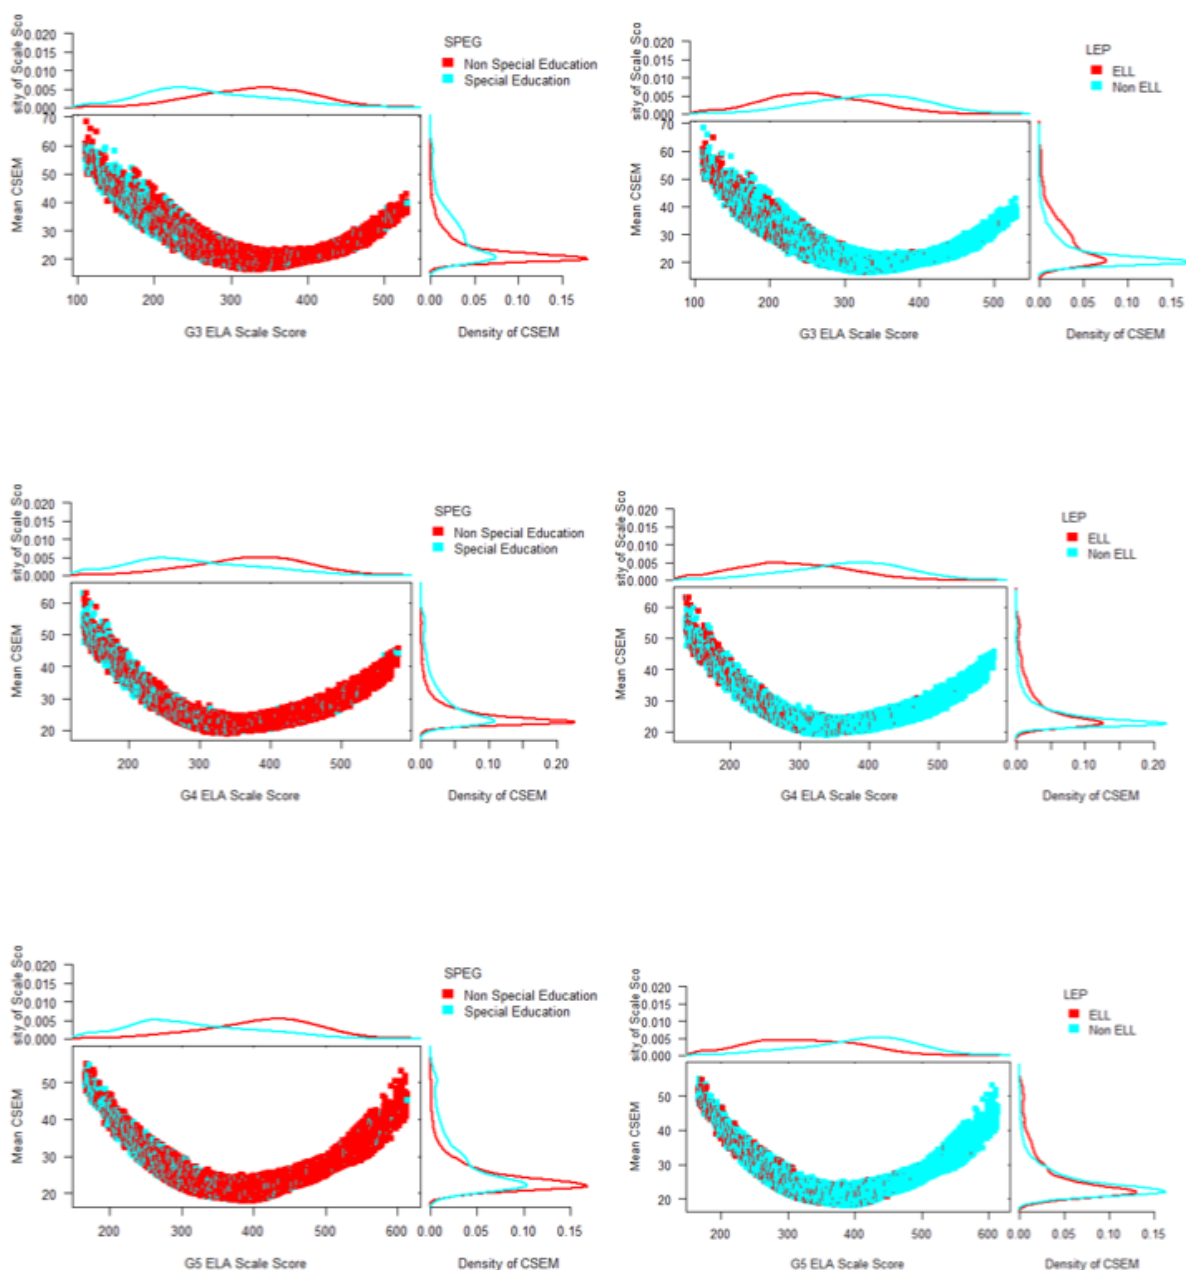 sity of Scale Sco
0.020
0.015
0.010
0.005
0.000
SPEG
Non Special Education
Special Education
Mean CSEM
70
60
50
40
30
20
100 200 300 400 500
0.00 0.05 0.10 0.15
G3 ELA Scale Score
Density of CSEM
sity of Scale Sco
0.020
0.015
0.010
0.005
0.000
LEP
ELL
Non ELL
Mean CSEM
70
60
50
40
30
20
100 200 300 400 500
0.00 0.05 0.10 0.15
G3 ELA Scale Score
Density of CSEM
sity of Scale Sco
0.020
0.015
0.010
0.005
0.000
SPEG
Non Special Education
Special Education
Mean CSEM
60
50
40
30
20
200 300 400 500
0.00 0.10 0.20
G4 ELA Scale Score
Density of CSEM
sity of Scale Sco
0.020
0.015
0.010
0.005
0.000
LEP
ELL
Non ELL
Mean CSEM
60
50
40
30
20
200 300 400 500
0.00 0.10 0.20
G4 ELA Scale Score
Density of CSEM
sity of Scale Sco
0.020
0.015
0.010
0.005
0.000
SPEG
Non Special Education
Special Education
Mean CSEM
50
40
30
20
200 300 400 500 600
0.00 0.05 0.10 0.15
G5 ELA Scale Score
Density of CSEM
sity of Scale Sco
0.020
0.015
0.010
0.005
0.000
LEP
ELL
Non ELL
Mean CSEM
50
40
30
20
200 300 400 500 600
0.00 0.05 0.10 0.15
G5 ELA Scale Score
Density of CSEM